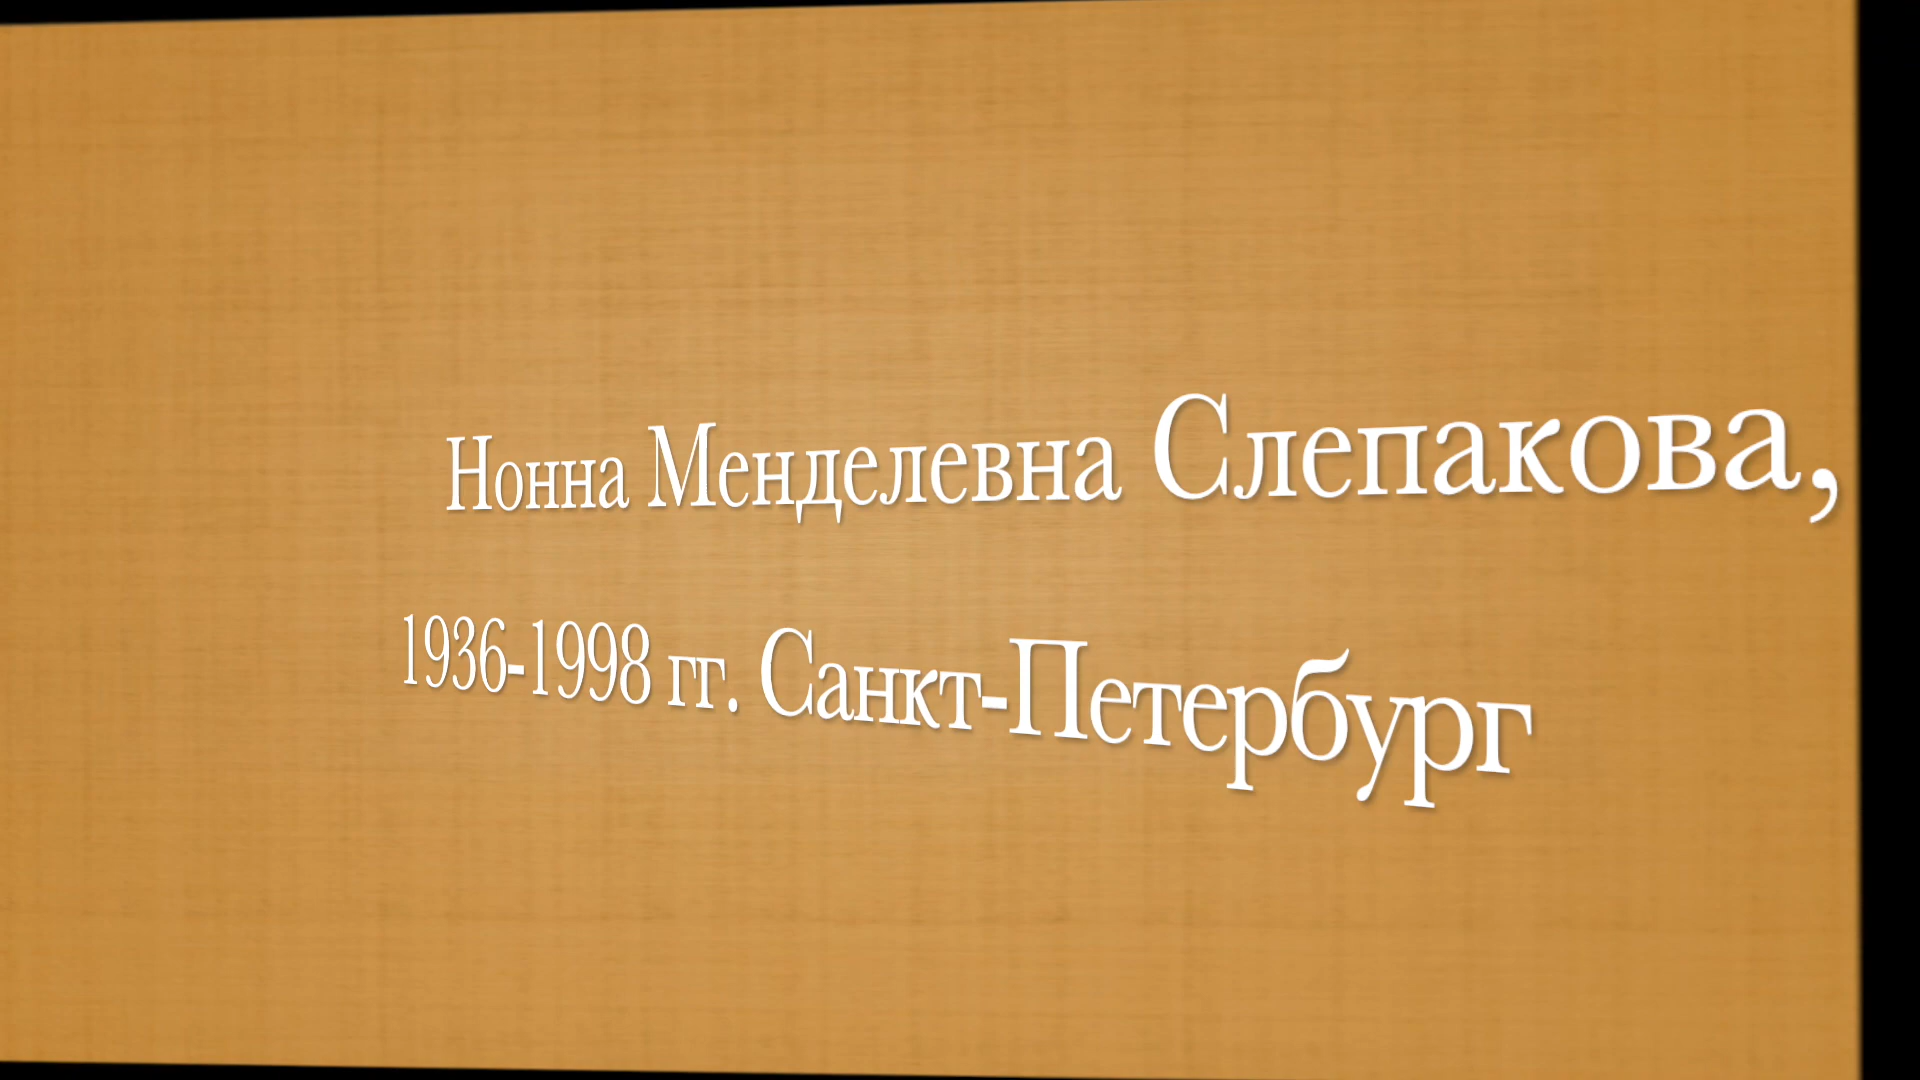 Нонна Менделевна Слепакова,
1936-1998 гг. Санкт-Петербург